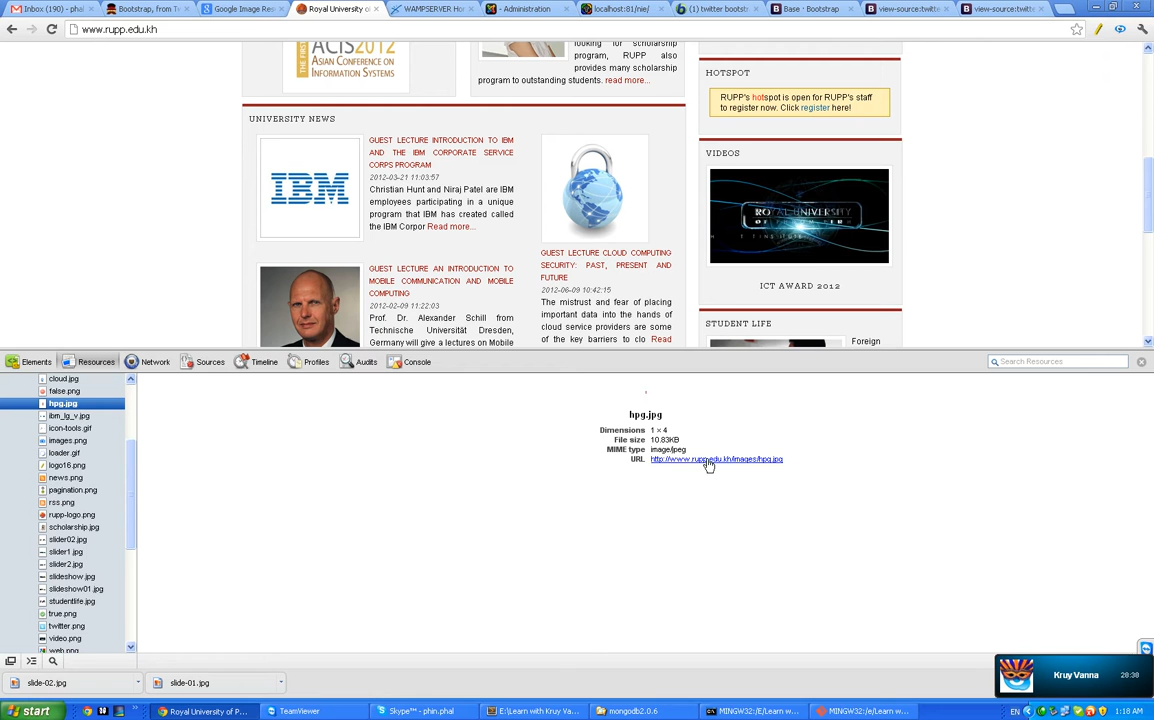 Inbox (190) - phal
Bootstrap, from Tw
Google Image Res
Royal University of
WAMPSERVER Ho
- Administration
localhost:81/nie/
twitter bootstr
Base · Bootstrap
view-source:twitte
view-source:twitte
www.rupp.edu.kh
ACIS2012
ASIAN CONFERENCE ON
INFORMATION SYSTEMS
looking for scholarship
program, RUPP also
provides many scholarship
program to outstanding students. read more...
HOTSPOT
RUPP's hotspot is open for RUPP's staff
to register now. Click register here!
UNIVERSITY NEWS
IBM
GUEST LECTURE INTRODUCTION TO IBM
AND THE IBM CORPORATE SERVICE
CORPS PROGRAM
2012-03-21 11:03:57
Christian Hunt and Niraj Patel are IBM
employees participating in a unique
program that IBM has created called
the IBM Corpor Read more...
GUEST LECTURE AN INTRODUCTION TO
MOBILE COMMUNICATION AND MOBILE
COMPUTING
2012-02-09 11:22:03
Prof. Dr. Alexander Schill from
Technische Universität Dresden,
Germany will give a lectures on Mobile
GUEST LECTURE CLOUD COMPUTING
SECURITY: PAST, PRESENT AND
FUTURE
2012-06-09 10:42:15
The mistrust and fear of placing
important data into the hands of
cloud service providers are some
of the key barriers to clo Read
VIDEOS
ROYAL UNIVERSITY
ICT AWARD 2012
STUDENT LIFE
Foreign
Elements
Resources
Network
Sources
Timeline
Profiles
Audits
Console
Search Resources
cloud.jpg
false.png
hpg.jpg
ibm_lg_v.jpg
icon-tools.gif
images.png
loader.gif
logo16.png
news.png
pagination.png
rss.png
rupp-logo.png
scholarship.jpg
slider02.png
slider1.jpg
slider2.jpg
slideshow.jpg
slideshow01.jpg
studentlife.jpg
true.png
twitter.png
video.png
web.png
hpg.jpg
Dimensions 1 × 4
File size 10.83KB
MIME type image/jpeg
URL http://www.rupp.edu.kh/images/hpg.jpg
slide-02.jpg
slide-01.jpg
Kruy Vanna
28:38
start
Royal University of P...
TeamViewer
Skype™ - phin.phal
E:\Learn with Kruy Va...
mongodb2.0.6
MINGW32:/E/Learn w...
MINGW32:/e/Learn w...
EN
1:18 AM